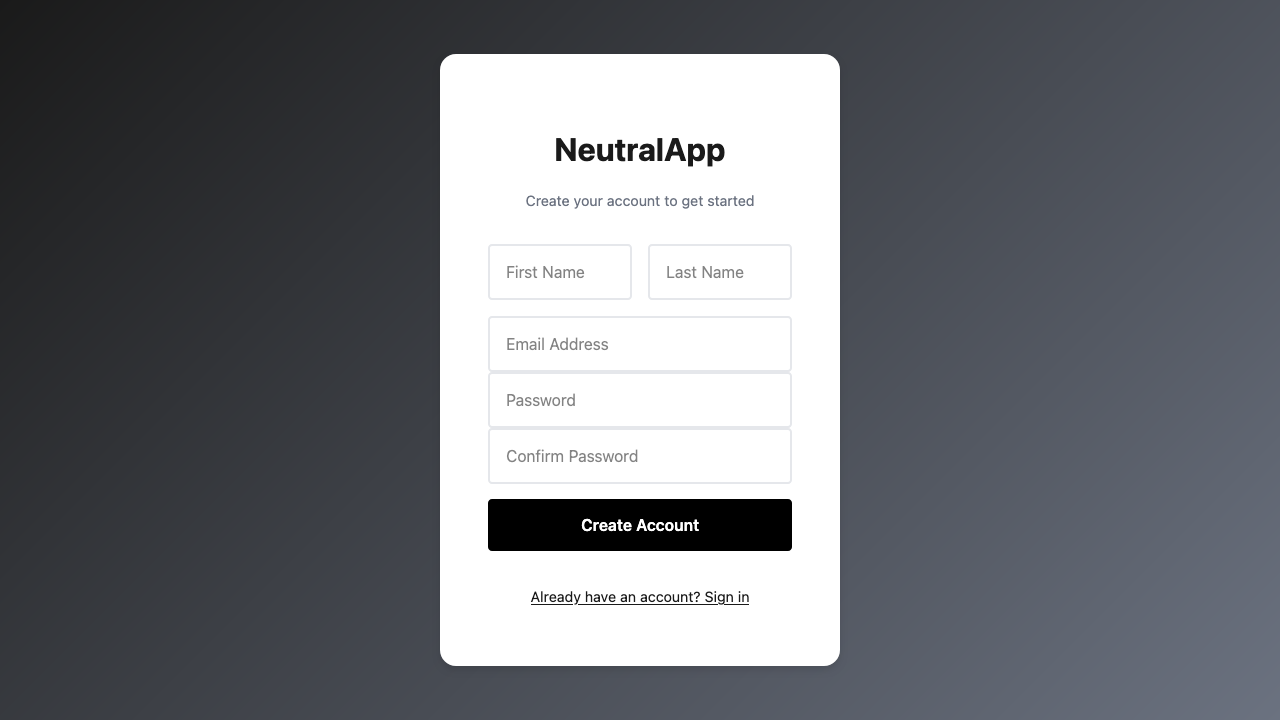 NeutralApp
Create your account to get started
First Name
Last Name
Email Address
Password
Confirm Password
Create Account
Already have an account? Sign in